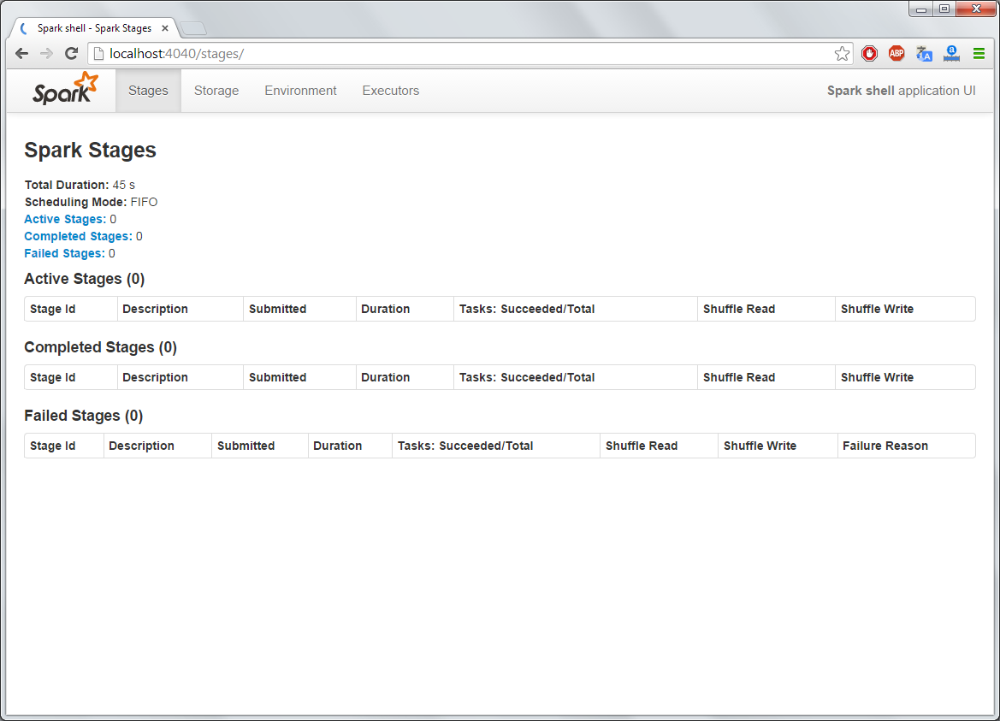 Spark shell - Spark Stages
localhost:4040/stages/
ABP
A
a
Spark Stages Storage Environment Executors Spark shell application UI
Spark Stages
Total Duration: 45 s
Scheduling Mode: FIFO
Active Stages: 0
Completed Stages: 0
Failed Stages: 0
Active Stages (0)
Stage Id Description Submitted Duration Tasks: Succeeded/Total Shuffle Read Shuffle Write
Completed Stages (0)
Stage Id Description Submitted Duration Tasks: Succeeded/Total Shuffle Read Shuffle Write
Failed Stages (0)
Stage Id Description Submitted Duration Tasks: Succeeded/Total Shuffle Read Shuffle Write Failure Reason